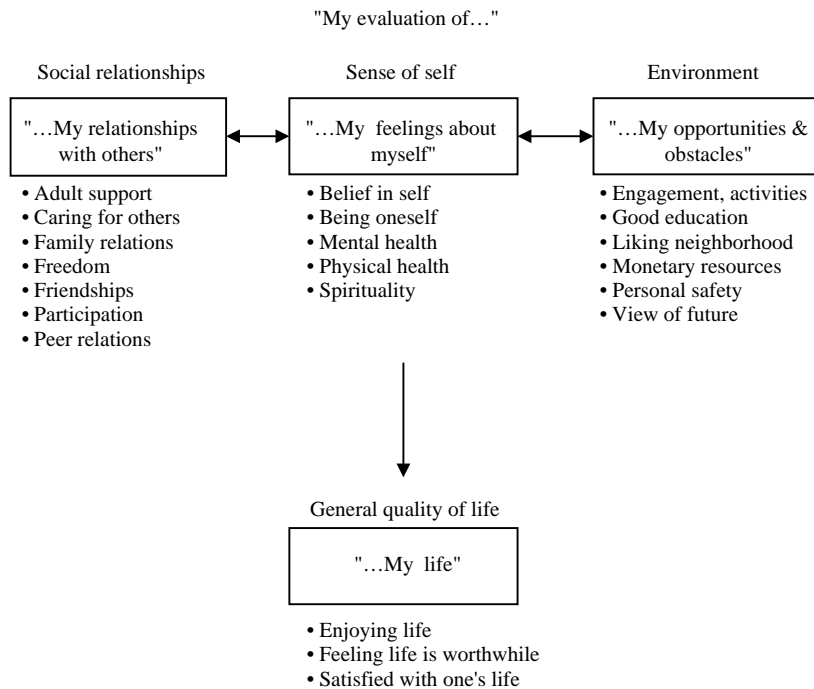 "My evaluation of…"
Social relationships
"…My relationships
with others"
• Adult support
• Caring for others
• Family relations
• Freedom
• Friendships
• Participation
• Peer relations
Sense of self
"…My feelings about
myself"
• Belief in self
• Being oneself
• Mental health
• Physical health
• Spirituality
Environment
"…My opportunities &
obstacles"
• Engagement, activities
• Good education
• Liking neighborhood
• Monetary resources
• Personal safety
• View of future
General quality of life
"…My life"
• Enjoying life
• Feeling life is worthwhile
• Satisfied with one's life